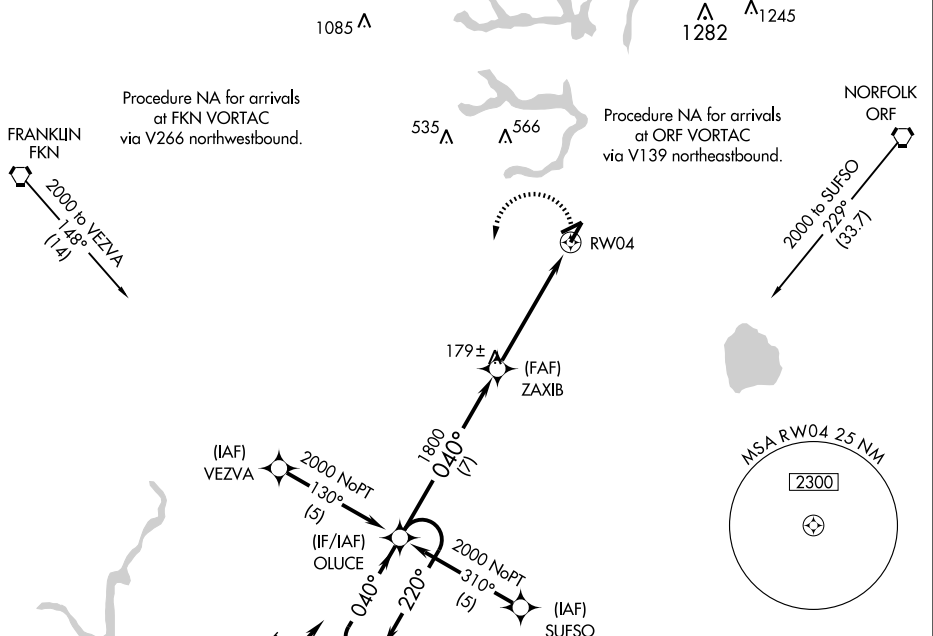 1085
1282
1245
Procedure NA for arrivals
at FKN VORTAC
via V266 northwestbound.
FRANKLIN
FKN
2000 to VEZVA
148°
(14)
535
566
Procedure NA for arrivals
at ORF VORTAC
via V139 northeastbound.
NORFOLK
ORF
2000 to SUFSO
229°
(33.7)
RW04
179±
(FAF)
ZAXIB
1800
040°
(7)
(IAF)
VEZVA
2000 NoPT
130°
(5)
(IF/IAF)
OLUCE
2000 NoPT
310°
(5)
(IAF)
SUFSO
040°
220°
MSA RW04 25 NM
2300